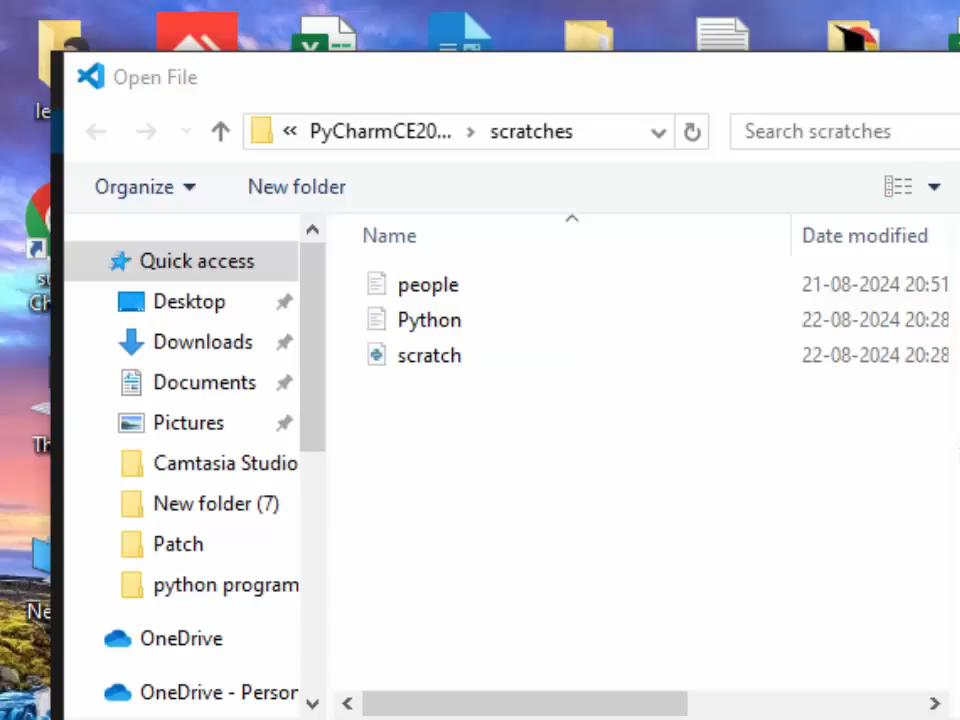 Open File
« PyCharmCE20... › scratches
Search scratches
Organize
New folder
Name
Date modified
Quick access
Desktop
Downloads
Documents
Pictures
Camtasia Studio
New folder (7)
Patch
python program
OneDrive
OneDrive - Person
people 21-08-2024 20:51
Python 22-08-2024 20:28
scratch 22-08-2024 20:28